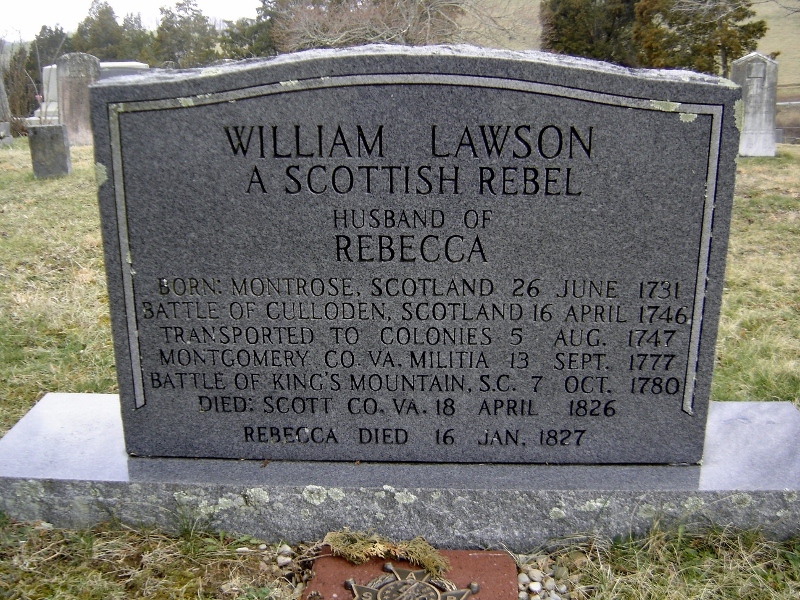 WILLIAM LAWSON
A SCOTTISH REBEL
HUSBAND OF
REBECCA
BORN: MONTROSE, SCOTLAND 26 JUNE 1731
BATTLE OF CULLODEN, SCOTLAND 16 APRIL 1746
TRANSPORTED TO COLONIES 5 AUG. 1747
MONTGOMERY CO. VA. MILITIA 13 SEPT. 1777
BATTLE OF KING'S MOUNTAIN, S.C. 7 OCT. 1780
DIED: SCOTT CO. VA. 18 APRIL 1826
REBECCA DIED 16 JAN. 1827